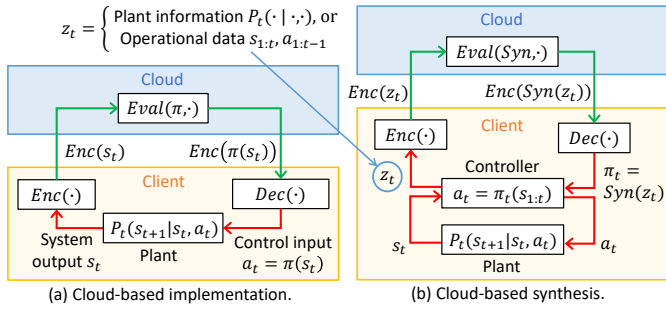 z_t = { Plant information P_t(· | ·,·), or
Operational data s_{1:t}, a_{1:t−1}
Cloud
Eval(π,·)
Enc(s_t)
Enc(π(s_t))
Client
Enc(·)
Dec(·)
P_t(s_{t+1}|s_t, a_t)
Plant
System
output s_t
Control input
a_t = π(s_t)
(a) Cloud-based implementation.
Cloud
Eval(Syn,·)
Enc(z_t)
Enc(Syn(z_t))
Client
Enc(·)
Dec(·)
z_t
Controller
a_t = π_t(s_{1:t})
π_t =
Syn(z_t)
s_t
P_t(s_{t+1}|s_t, a_t)
a_t
Plant
(b) Cloud-based synthesis.